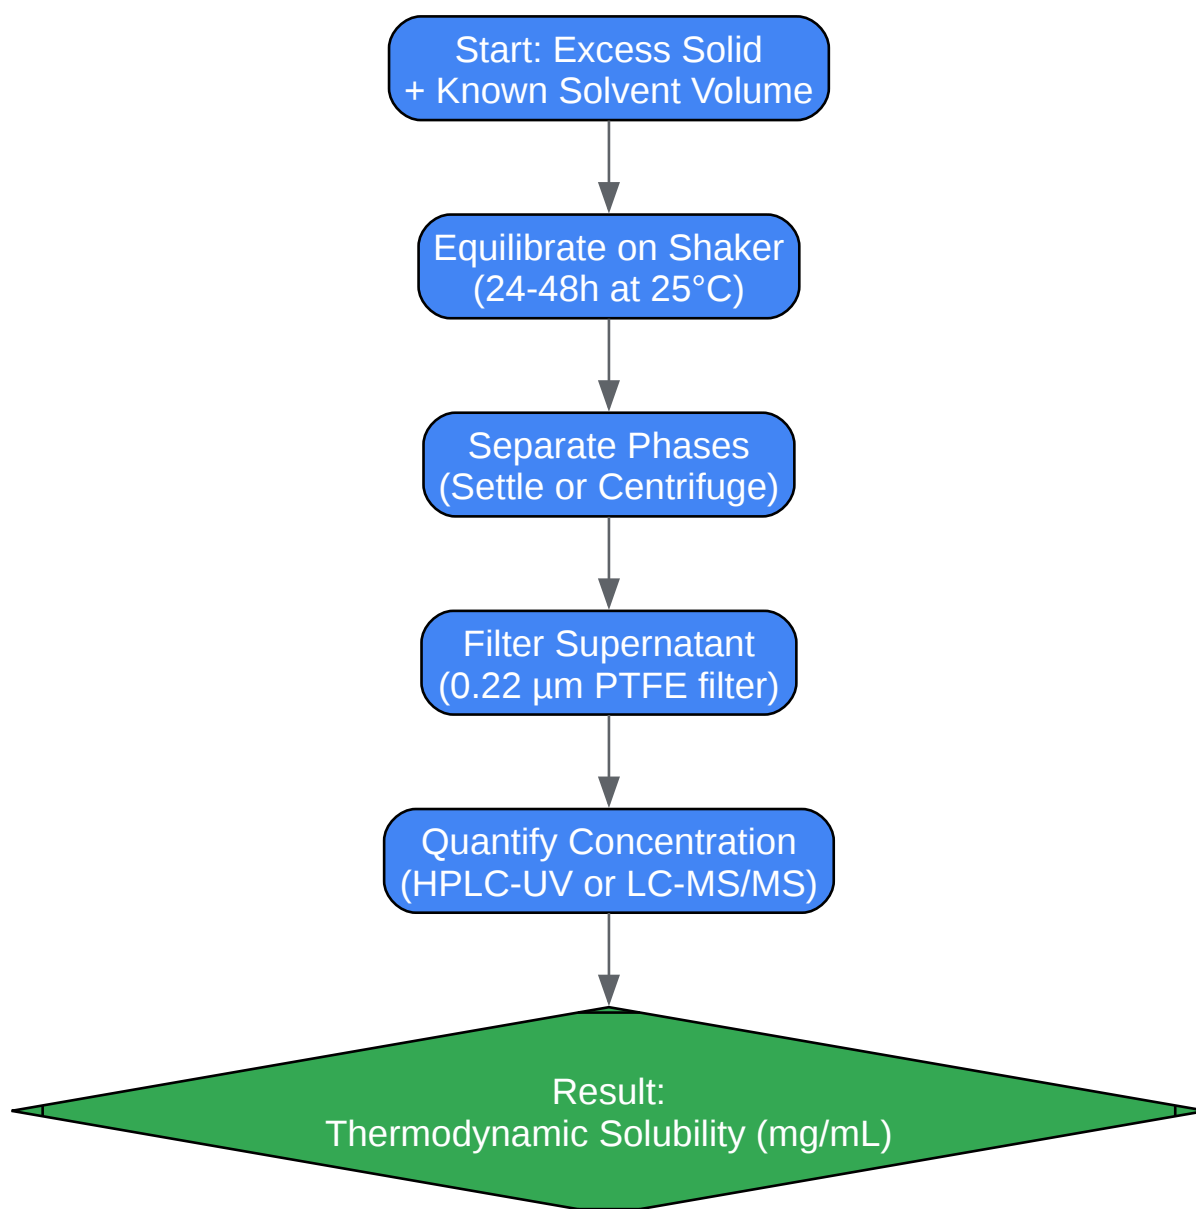 Start: Excess Solid
+ Known Solvent Volume
Equilibrate on Shaker
(24-48h at 25°C)
Separate Phases
(Settle or Centrifuge)
Filter Supernatant
(0.22 µm PTFE filter)
Quantify Concentration
(HPLC-UV or LC-MS/MS)
Result:
Thermodynamic Solubility (mg/mL)